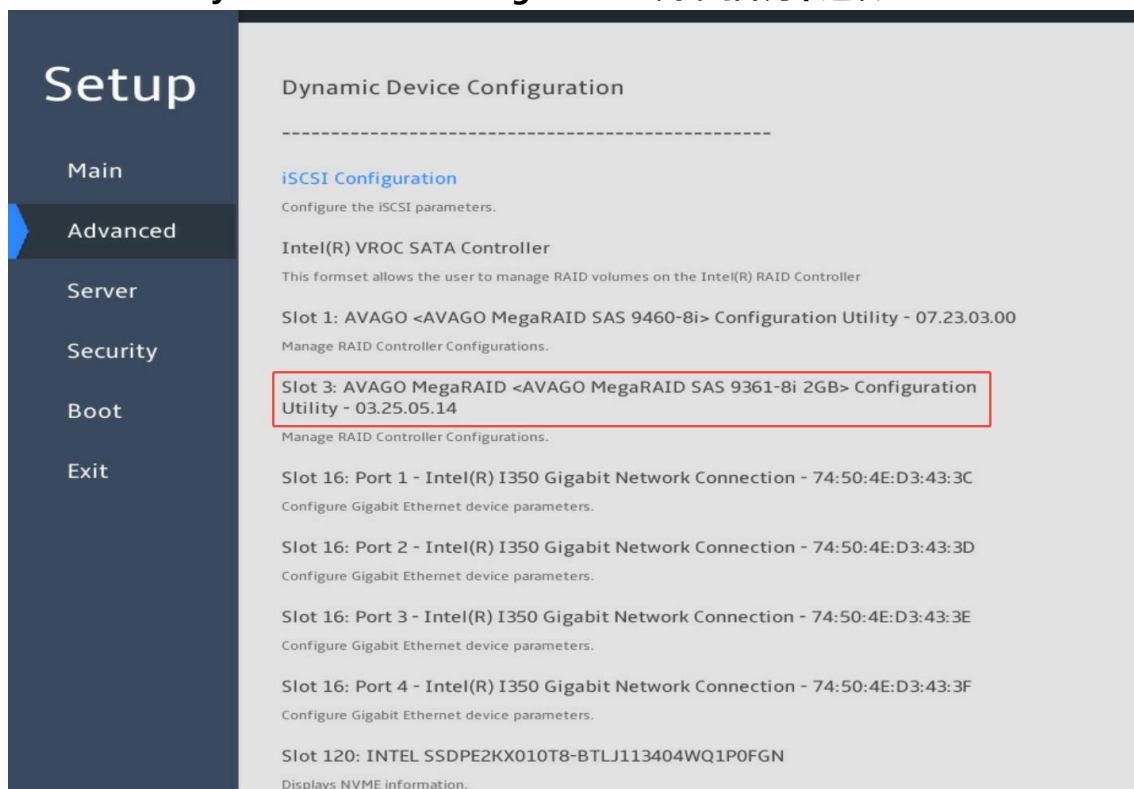 Setup
Main
Advanced
Server
Security
Boot
Exit
Dynamic Device Configuration
--------------------------------------------------
iSCSI Configuration
Configure the iSCSI parameters.
Intel(R) VROC SATA Controller
This formset allows the user to manage RAID volumes on the Intel(R) RAID Controller
Slot 1: AVAGO <AVAGO MegaRAID SAS 9460-8i> Configuration Utility - 07.23.03.00
Manage RAID Controller Configurations.
Slot 3: AVAGO MegaRAID <AVAGO MegaRAID SAS 9361-8i 2GB> Configuration
Utility - 03.25.05.14
Manage RAID Controller Configurations.
Slot 16: Port 1 - Intel(R) I350 Gigabit Network Connection - 74:50:4E:D3:43:3C
Configure Gigabit Ethernet device parameters.
Slot 16: Port 2 - Intel(R) I350 Gigabit Network Connection - 74:50:4E:D3:43:3D
Configure Gigabit Ethernet device parameters.
Slot 16: Port 3 - Intel(R) I350 Gigabit Network Connection - 74:50:4E:D3:43:3E
Configure Gigabit Ethernet device parameters.
Slot 16: Port 4 - Intel(R) I350 Gigabit Network Connection - 74:50:4E:D3:43:3F
Configure Gigabit Ethernet device parameters.
Slot 120: INTEL SSDPE2KX010T8-BTLJ113404WQ1P0FGN
Displays NVME information.